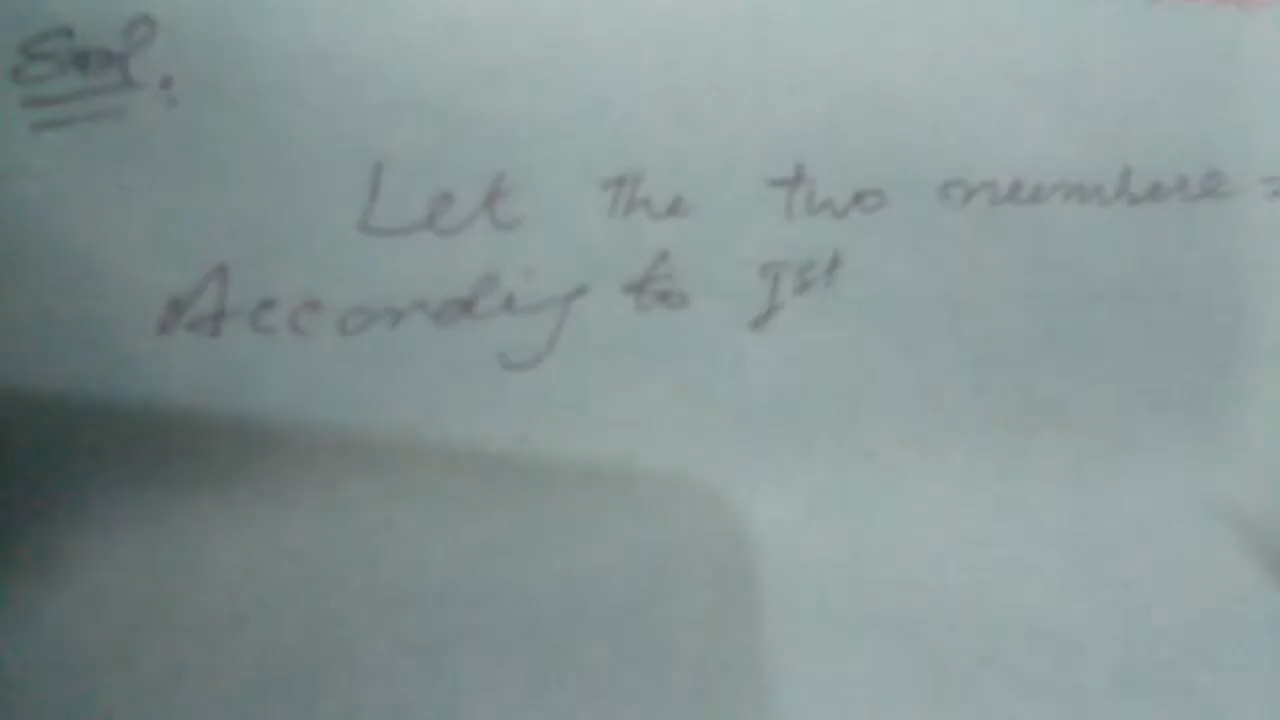 Sol.
Let The two numbers =
According to Ist